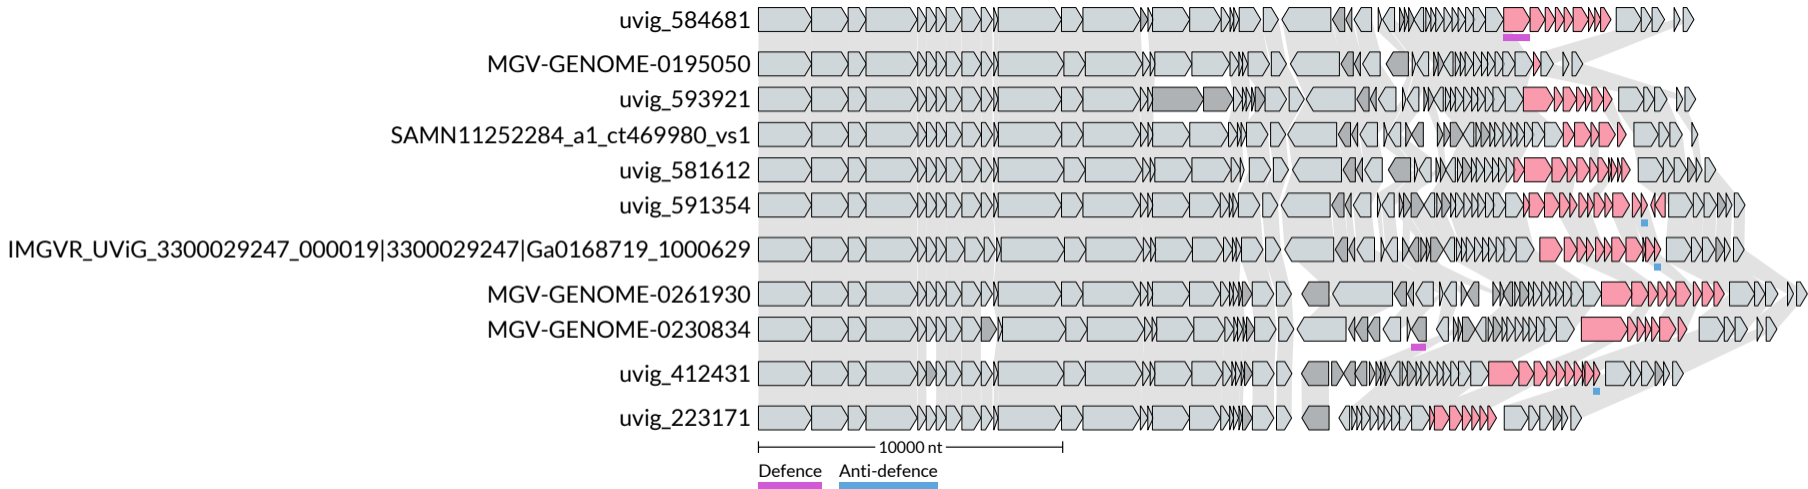 uvig_584681
MGV-GENOME-0195050
uvig_593921
SAMN11252284_a1_ct469980_vs1
uvig_581612
uvig_591354
IMGVR_UViG_3300029247_000019|3300029247|Ga0168719_1000629
MGV-GENOME-0261930
MGV-GENOME-0230834
uvig_412431
uvig_223171
10000 nt
Defence Anti-defence